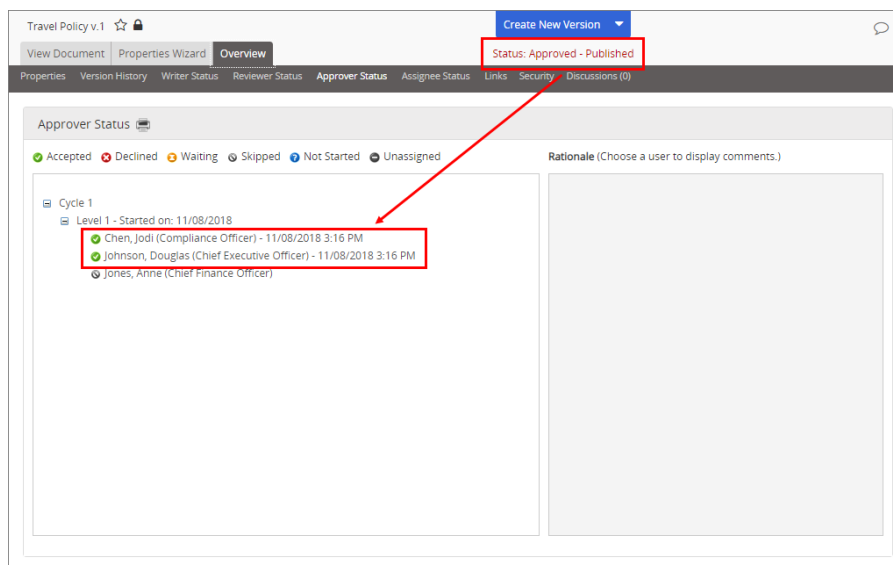 Travel Policy v.1
Create New Version
View Document Properties Wizard Overview
Status: Approved - Published
Properties Version History Writer Status Reviewer Status Approver Status Assignee Status Links Security Discussions (0)
Approver Status
Accepted Declined Waiting Skipped Not Started Unassigned
Rationale (Choose a user to display comments.)
Cycle 1
Level 1 - Started on: 11/08/2018
Chen, Jodi (Compliance Officer) - 11/08/2018 3:16 PM
Johnson, Douglas (Chief Executive Officer) - 11/08/2018 3:16 PM
Jones, Anne (Chief Finance Officer)